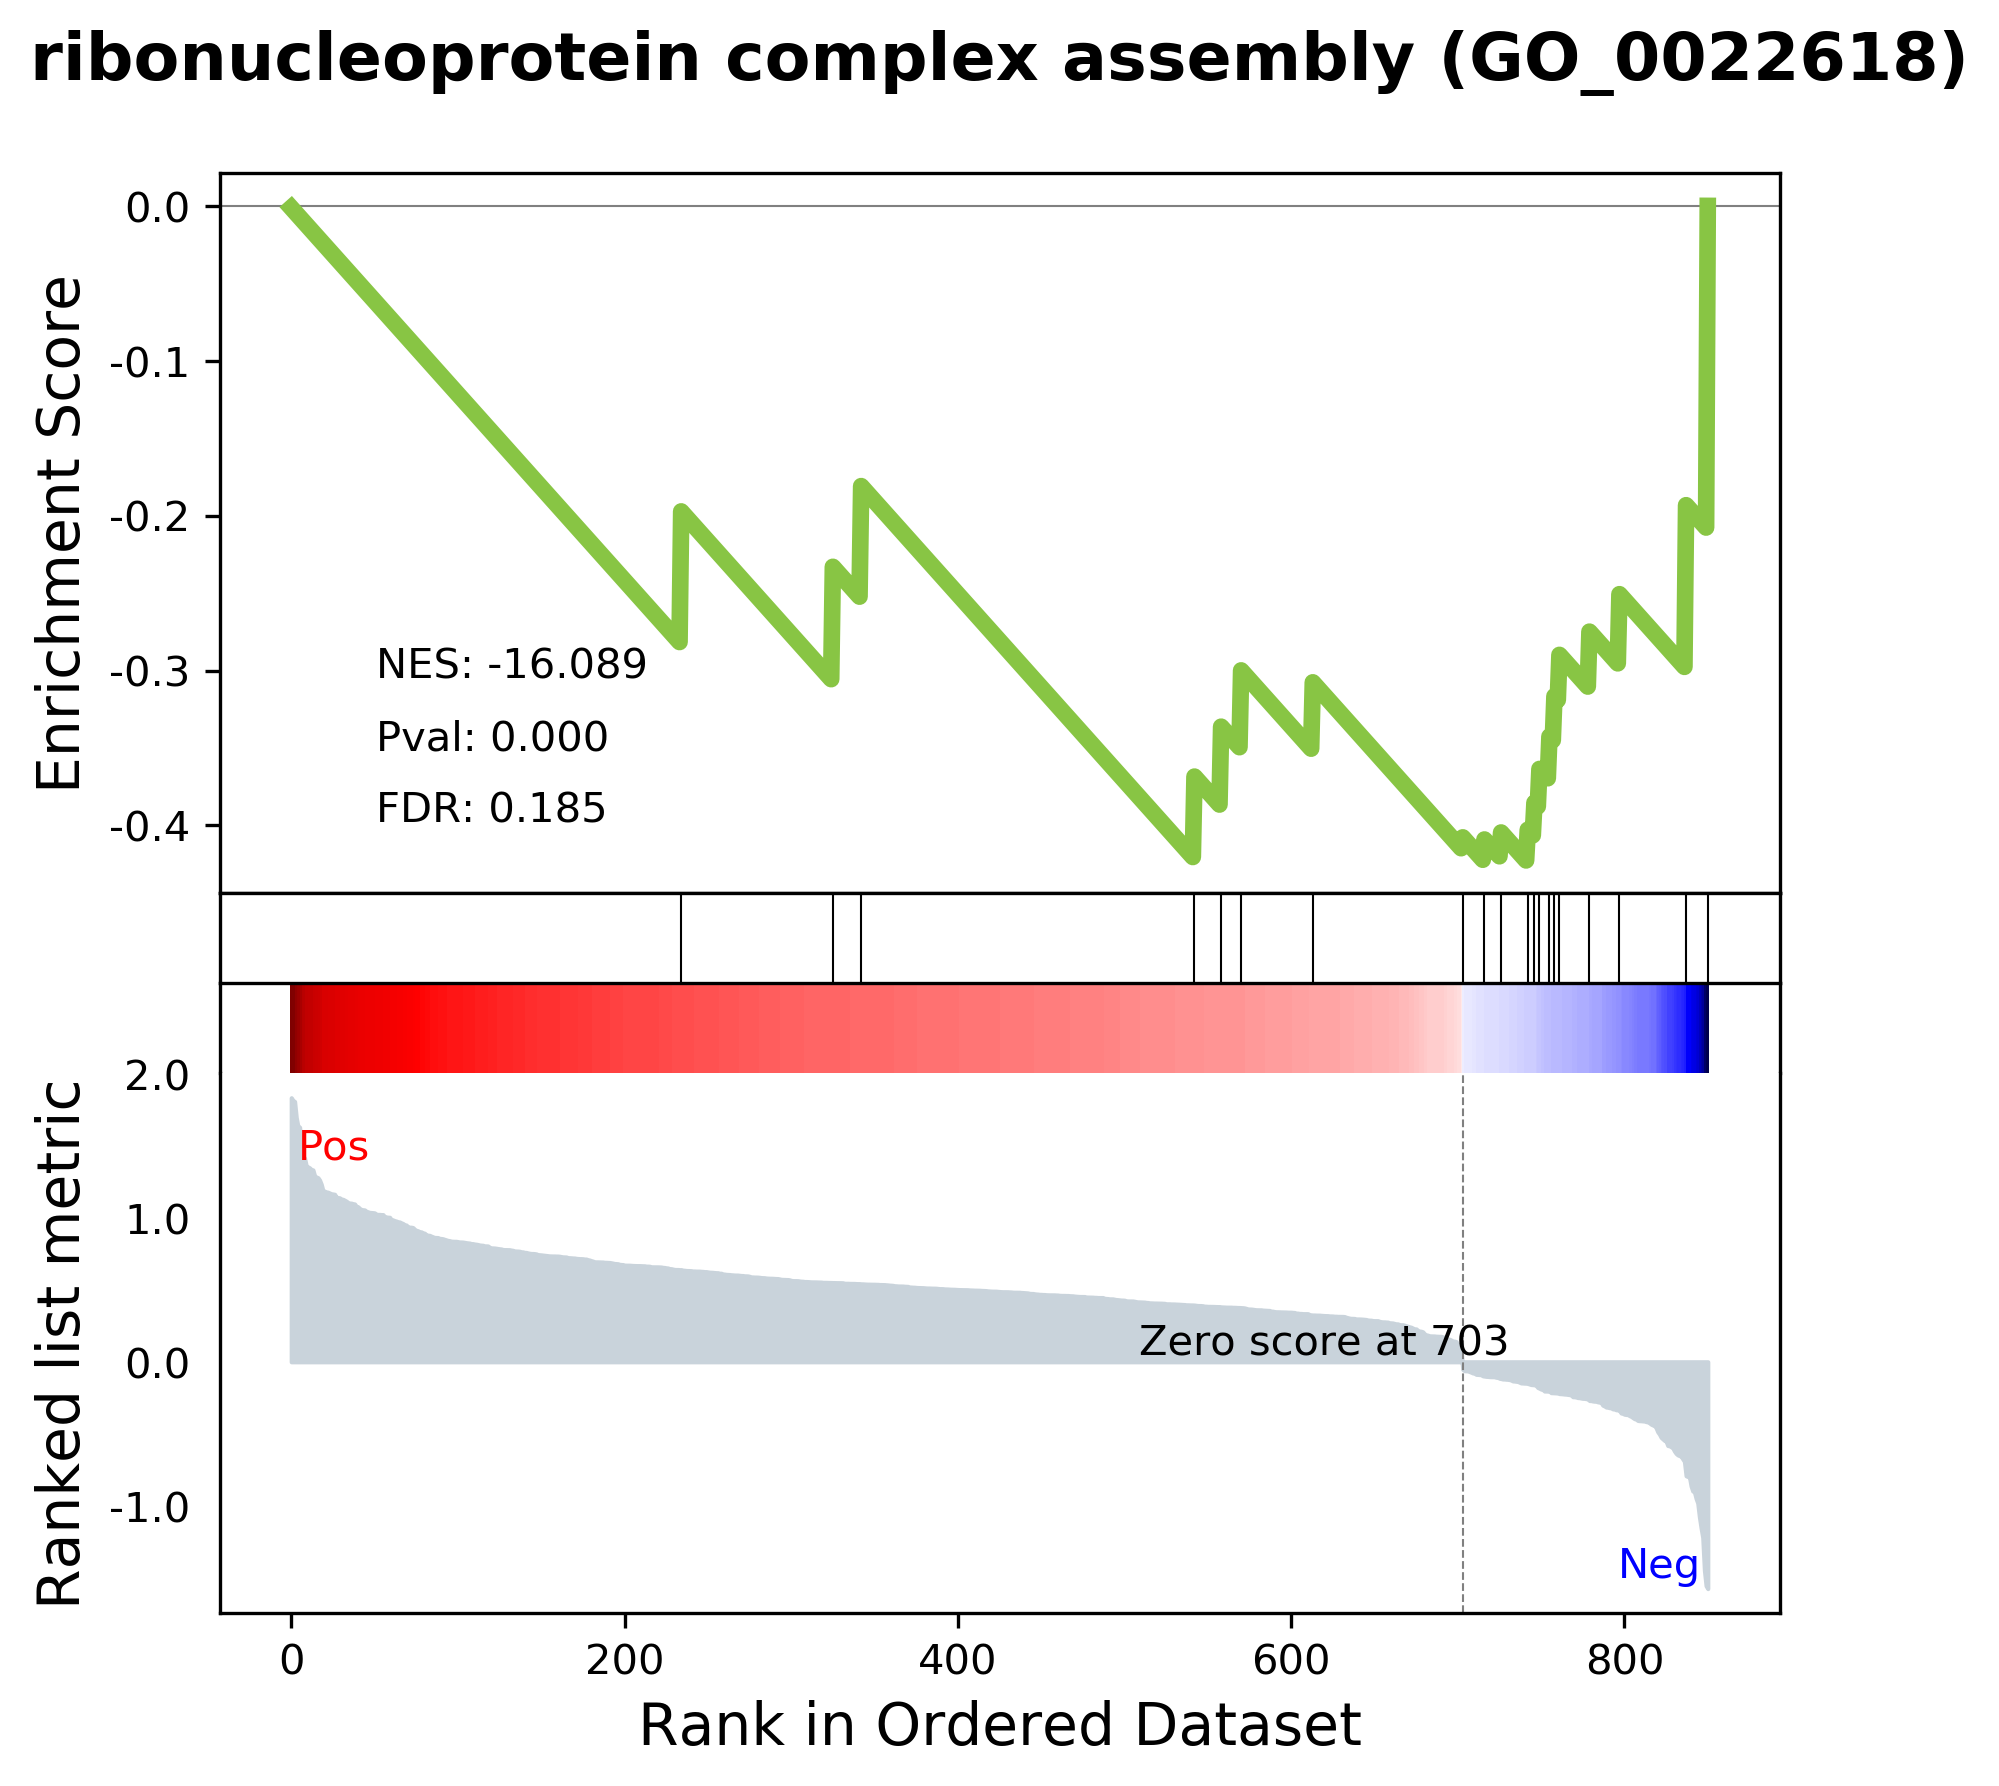 ribonucleoprotein complex assembly (GO_0022618)
Enrichment Score
0.0
-0.1
-0.2
-0.3
-0.4
NES: -16.089
Pval: 0.000
FDR: 0.185
Ranked list metric
2.0
1.0
0.0
-1.0
Pos
Zero score at 703
Neg
0 200 400 600 800
Rank in Ordered Dataset